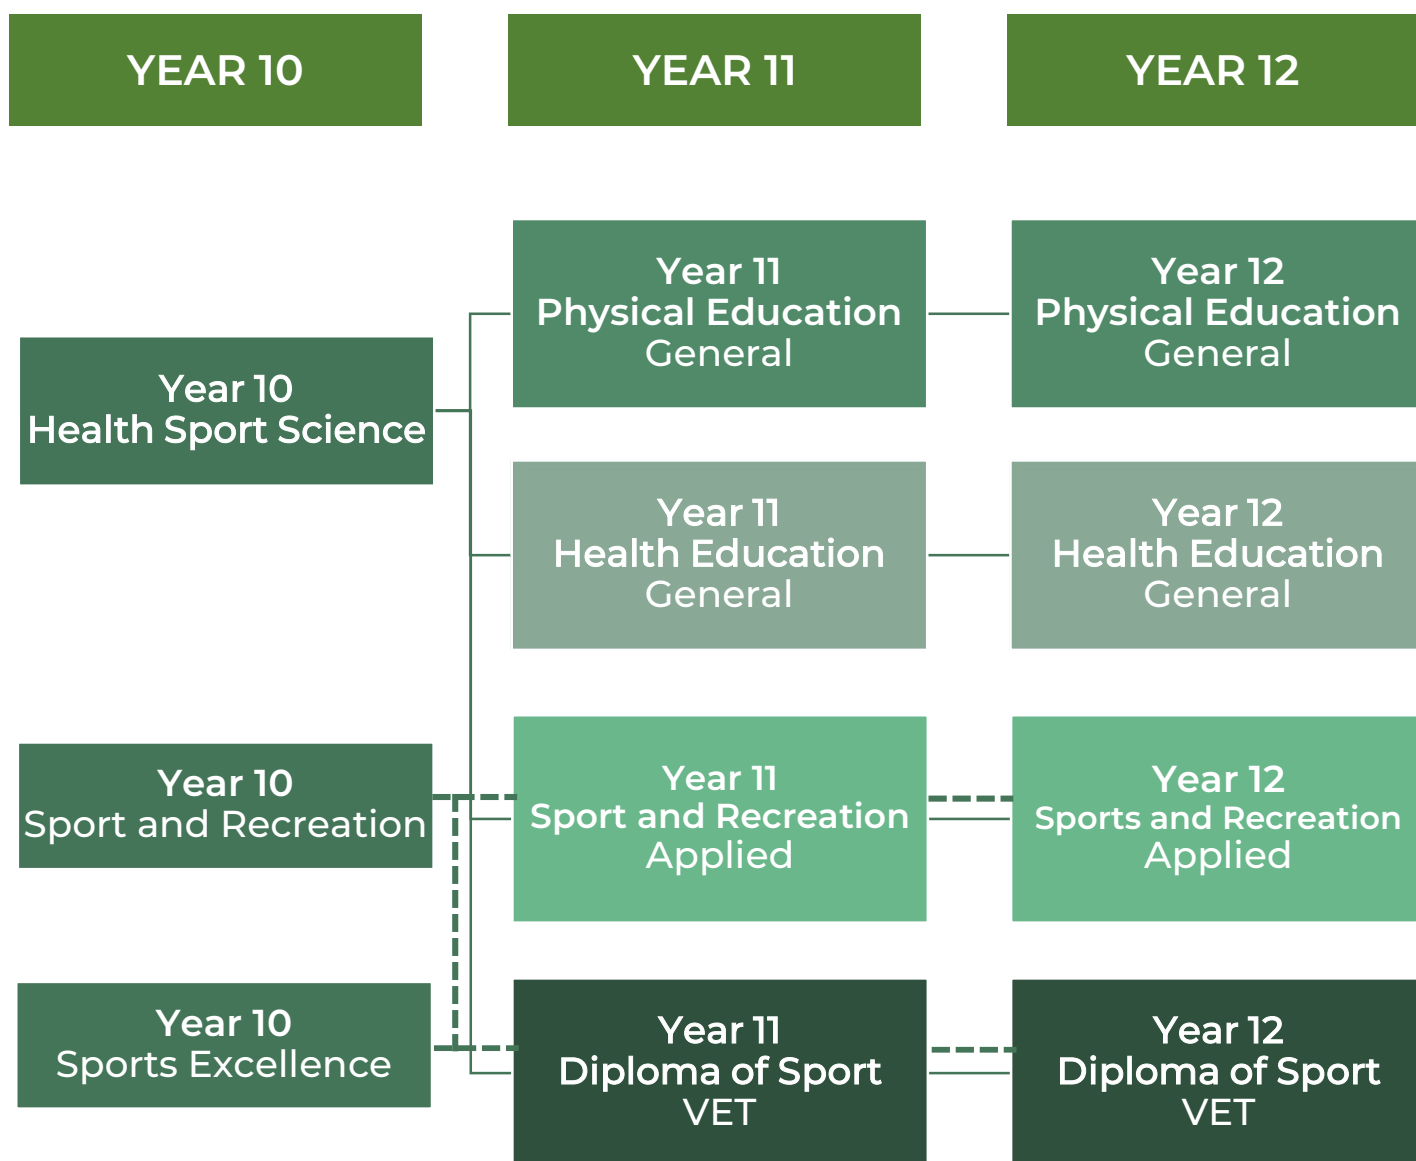 YEAR 10
YEAR 11
YEAR 12
Year 10
Health Sport Science
Year 11
Physical Education
General
Year 12
Physical Education
General
Year 11
Health Education
General
Year 12
Health Education
General
Year 10
Sport and Recreation
Year 11
Sport and Recreation
Applied
Year 12
Sports and Recreation
Applied
Year 10
Sports Excellence
Year 11
Diploma of Sport
VET
Year 12
Diploma of Sport
VET